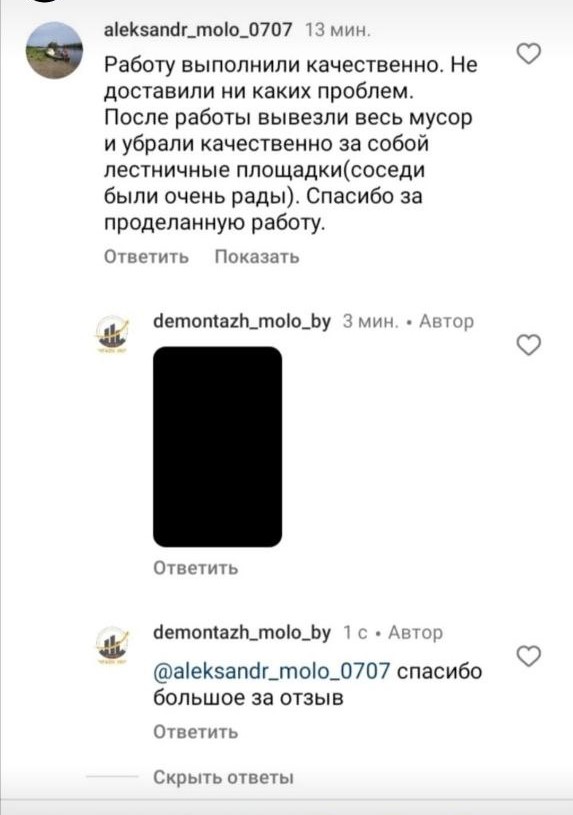 aleksandr_molo_0707 13 мин.
Работу выполнили качественно. Не
доставили ни каких проблем.
После работы вывезли весь мусор
и убрали качественно за собой
лестничные площадки(соседи
были очень рады). Спасибо за
проделанную работу.
Ответить Показать
demontazh_molo_by 3 мин. • Автор
Ответить
demontazh_molo_by 1 с • Автор
@aleksandr_molo_0707 спасибо
большое за отзыв
Ответить
Скрыть ответы